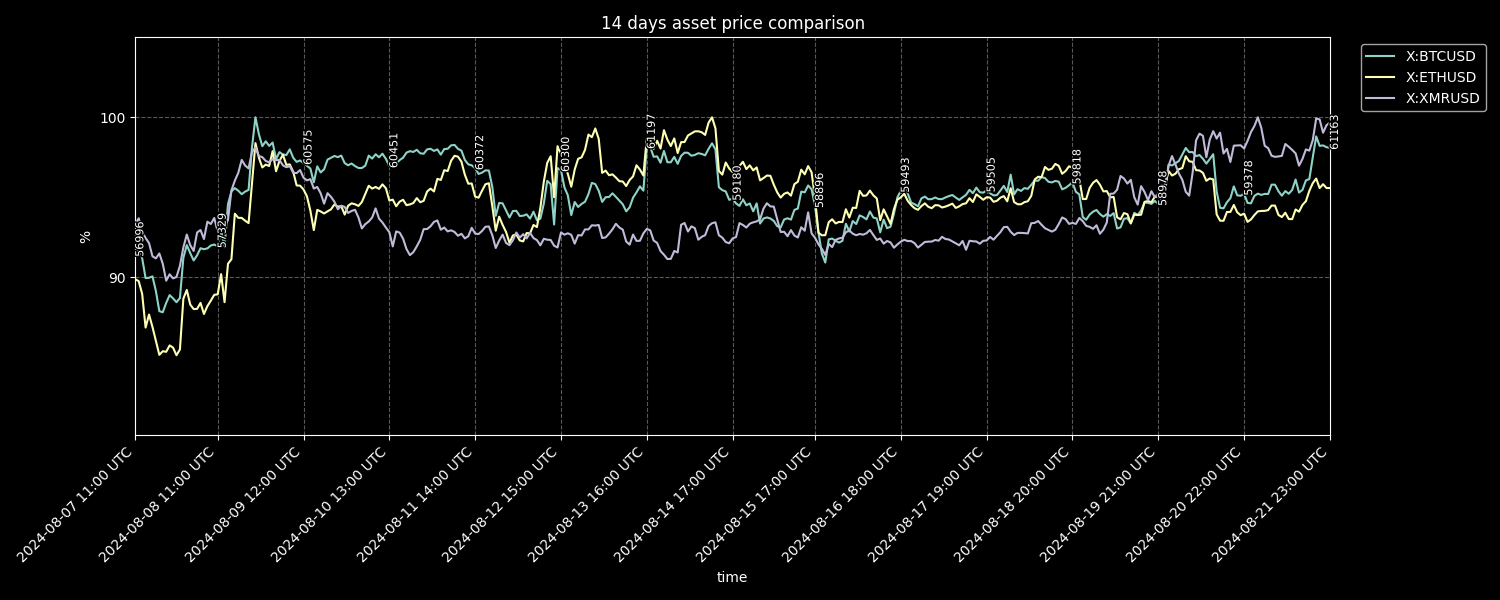 14 days asset price comparison
X:BTCUSD
X:ETHUSD
X:XMRUSD
%
100
90
56996
57329
60575
60451
60372
60300
61197
59180
58896
59493
59505
59818
58978
59378
61163
2024-08-07 11:00 UTC
2024-08-08 11:00 UTC
2024-08-09 12:00 UTC
2024-08-10 13:00 UTC
2024-08-11 14:00 UTC
2024-08-12 15:00 UTC
2024-08-13 16:00 UTC
2024-08-14 17:00 UTC
2024-08-15 17:00 UTC
2024-08-16 18:00 UTC
2024-08-17 19:00 UTC
2024-08-18 20:00 UTC
2024-08-19 21:00 UTC
2024-08-20 22:00 UTC
2024-08-21 23:00 UTC
time